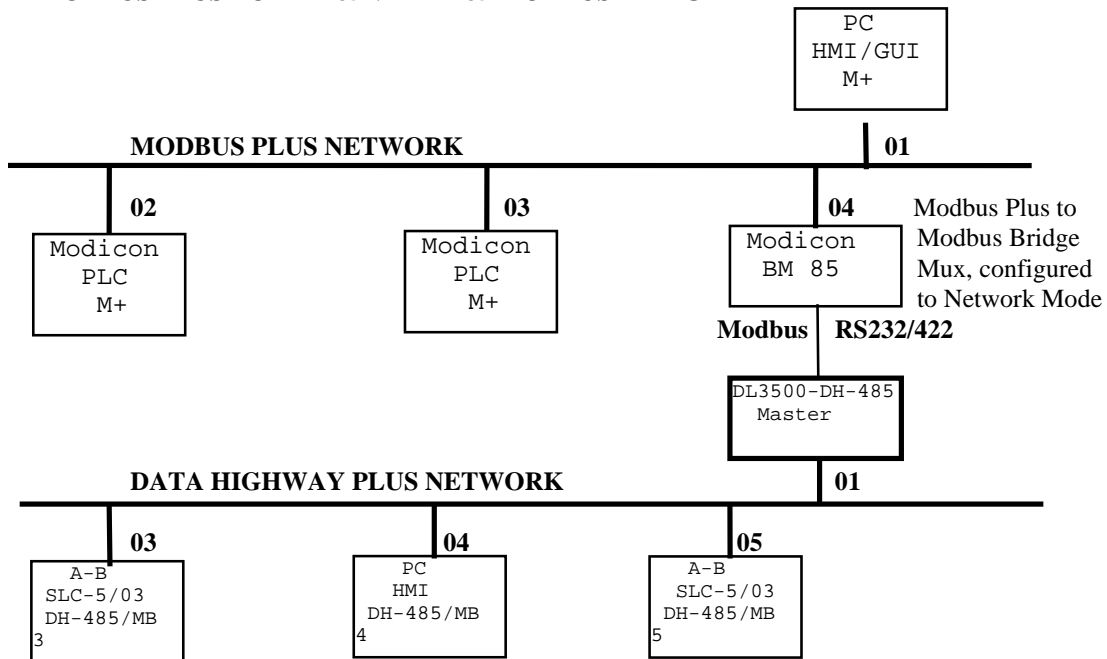 PC
HMI/GUI
M+
MODBUS PLUS NETWORK
01
02
03
04
Modicon
PLC
M+
Modicon
PLC
M+
Modicon
BM 85
Modbus Plus to
Modbus Bridge
Mux, configured
to Network Mode
Modbus
RS232/422
DL3500-DH-485
Master
DATA HIGHWAY PLUS NETWORK
01
03
04
05
A-B
SLC-5/03
DH-485/MB
3
PC
HMI
DH-485/MB
4
A-B
SLC-5/03
DH-485/MB
5